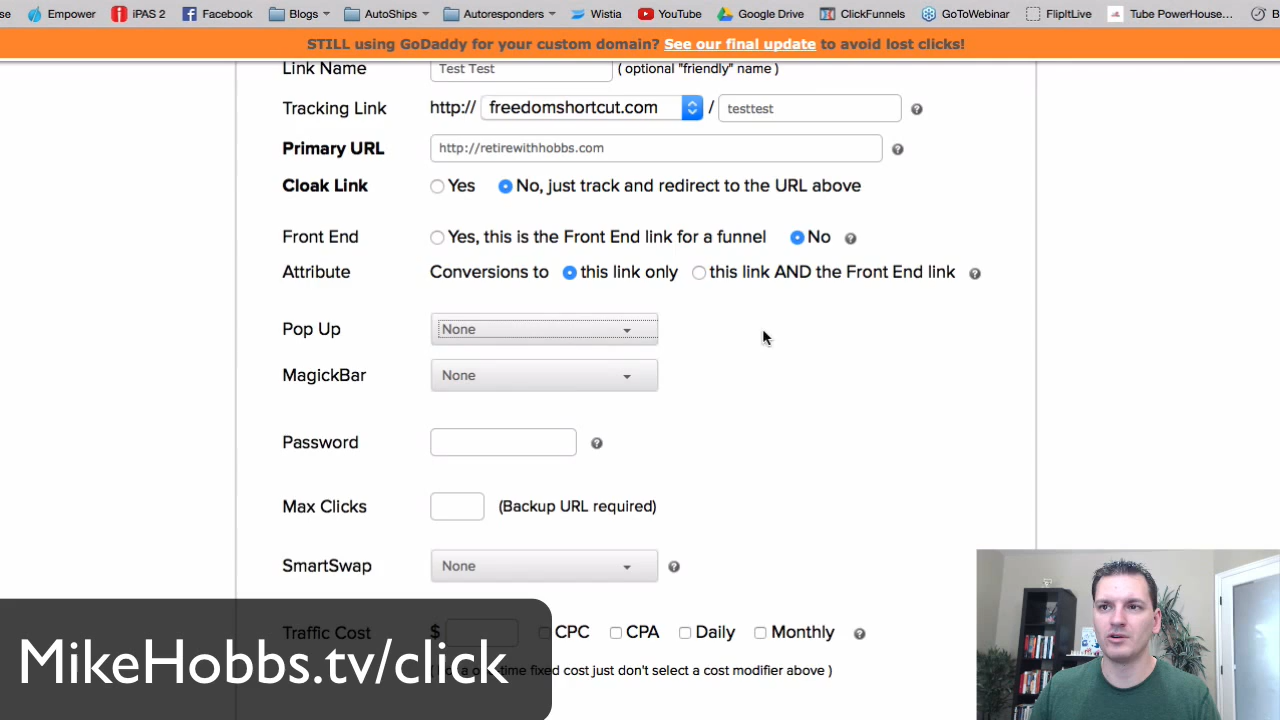 se Empower iPAS 2 Facebook Blogs AutoShips Autoresponders Wistia YouTube Google Drive ClickFunnels GoToWebinar FlipItLive Tube PowerHouse... B
STILL using GoDaddy for your custom domain? See our final update to avoid lost clicks!
Link Name Test Test ( optional "friendly" name )
Tracking Link http:// freedomshortcut.com / testtest ?
Primary URL http://retirewithhobbs.com ?
Cloak Link Yes No, just track and redirect to the URL above
Front End Yes, this is the Front End link for a funnel No ?
Attribute Conversions to this link only this link AND the Front End link ?
Pop Up None
MagickBar None
Password ?
Max Clicks (Backup URL required)
SmartSwap None ?
Traffic Cost $ CPC CPA Daily Monthly ?
time fixed cost just don't select a cost modifier above )
MikeHobbs.tv/click